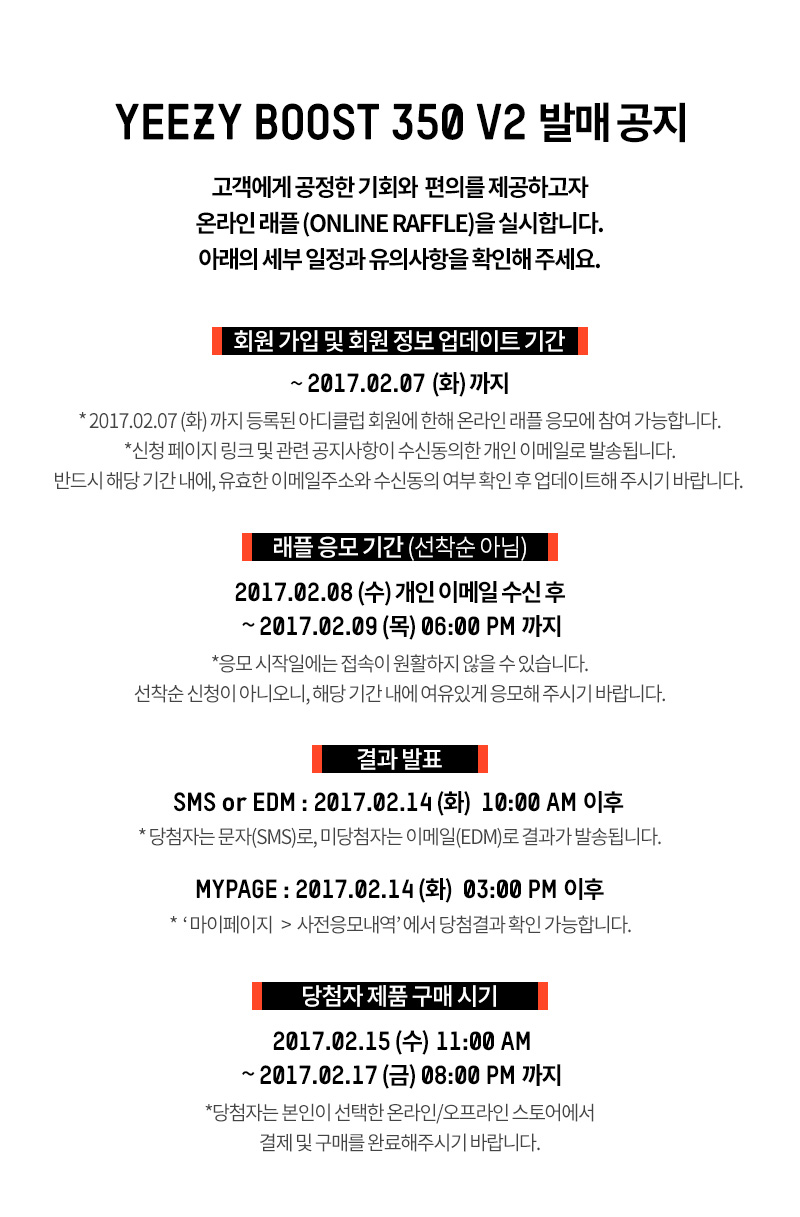 YEEZY BOOST 350 V2 발매 공지
고객에게 공정한 기회와 편의를 제공하고자
온라인 래플 (ONLINE RAFFLE)을 실시합니다.
아래의 세부 일정과 유의사항을 확인해 주세요.
회원 가입 및 회원 정보 업데이트 기간
~ 2017.02.07 (화) 까지
* 2017.02.07 (화) 까지 등록된 아디클럽 회원에 한해 온라인 래플 응모에 참여 가능합니다.
*신청 페이지 링크 및 관련 공지사항이 수신동의한 개인 이메일로 발송됩니다.
반드시 해당 기간 내에, 유효한 이메일주소와 수신동의 여부 확인 후 업데이트해 주시기 바랍니다.
래플 응모 기간 (선착순 아님)
2017.02.08 (수) 개인 이메일 수신 후
~ 2017.02.09 (목) 06:00 PM 까지
*응모 시작일에는 접속이 원활하지 않을 수 있습니다.
선착순 신청이 아니오니, 해당 기간 내에 여유있게 응모해 주시기 바랍니다.
결과 발표
SMS or EDM : 2017.02.14 (화) 10:00 AM 이후
* 당첨자는 문자(SMS)로, 미당첨자는 이메일(EDM)로 결과가 발송됩니다.
MYPAGE : 2017.02.14 (화) 03:00 PM 이후
* ‘ 마이페이지 > 사전응모내역’ 에서 당첨결과 확인 가능합니다.
당첨자 제품 구매 시기
2017.02.15 (수) 11:00 AM
~ 2017.02.17 (금) 08:00 PM 까지
*당첨자는 본인이 선택한 온라인/오프라인 스토어에서
결제 및 구매를 완료해주시기 바랍니다.